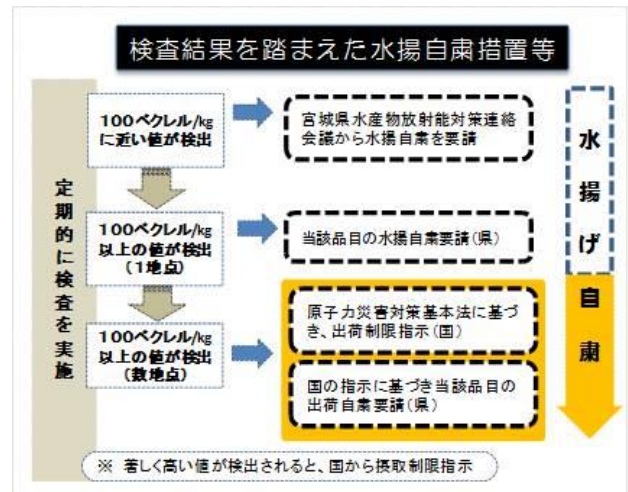 検査結果を踏まえた水揚自粛措置等
定期的に検査を実施
100ベクレル/㎏
に近い値が検出
宮城県水産物放射能対策連絡
会議から水揚自粛を要請
100ベクレル/㎏
以上の値が検出
(1地点)
当該品目の水揚自粛要請(県)
100ベクレル/㎏
以上の値が検出
(数地点)
原子力災害対策基本法に基づ
き、出荷制限指示(国)
国の指示に基づき当該品目の
出荷自粛要請(県)
水揚げ自粛
※ 著しく高い値が検出されると、国から摂取制限指示